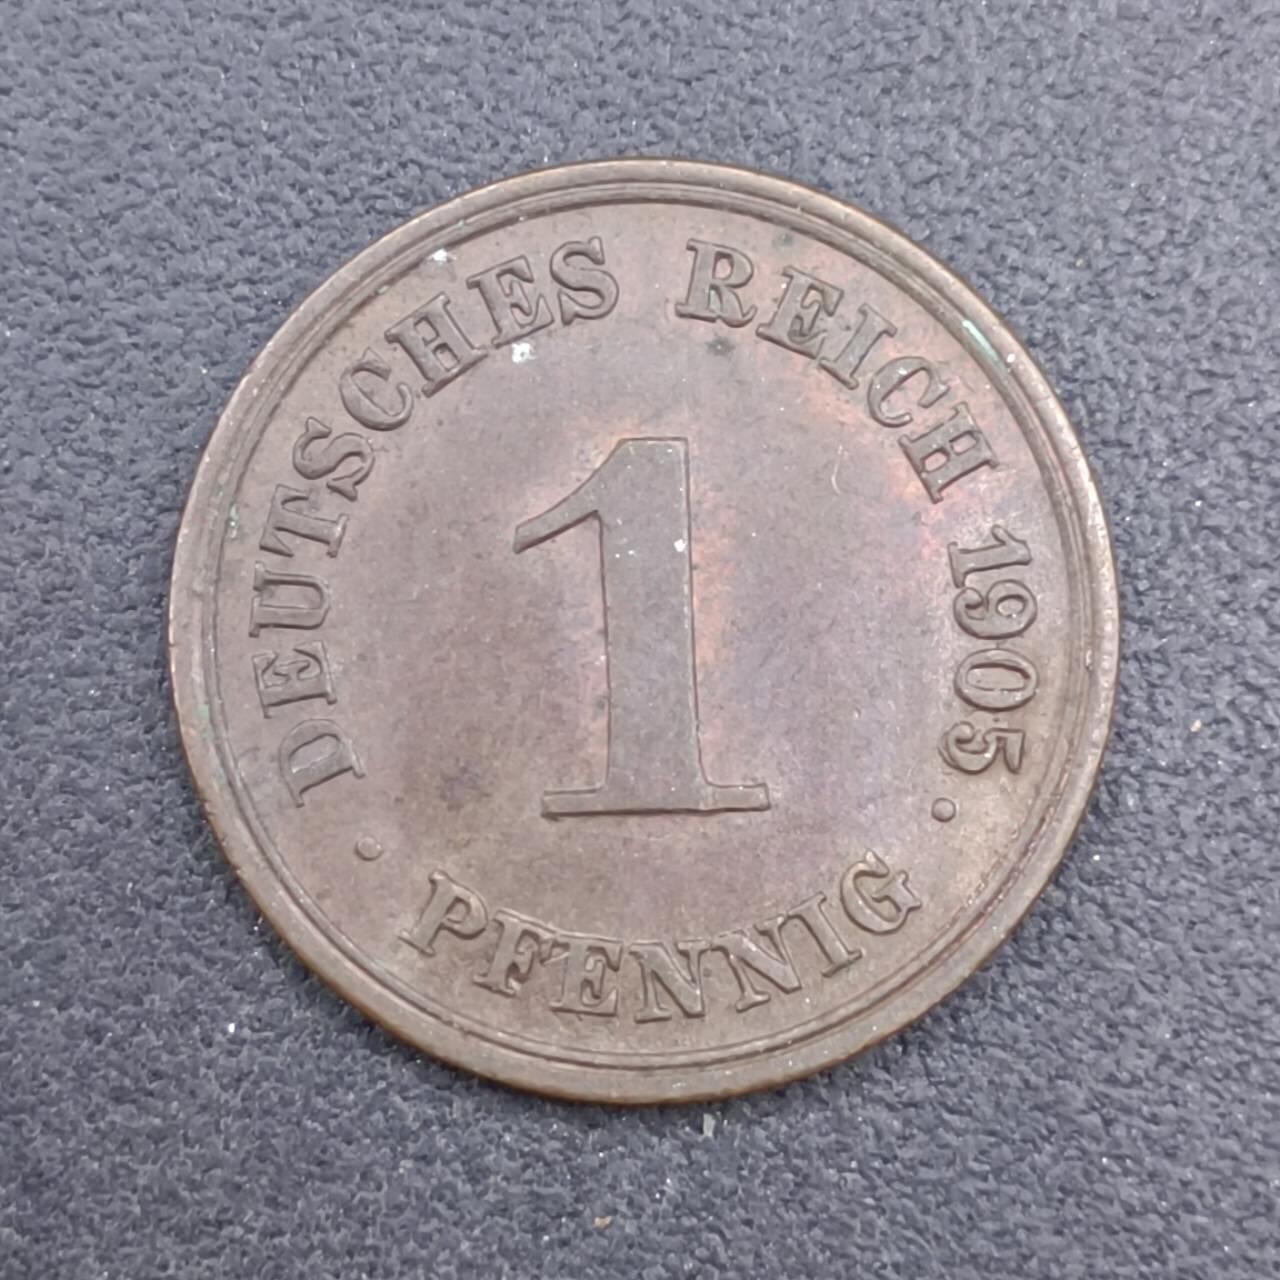 DEUTSCHES REICH 1905
1
· PFENNIG ·